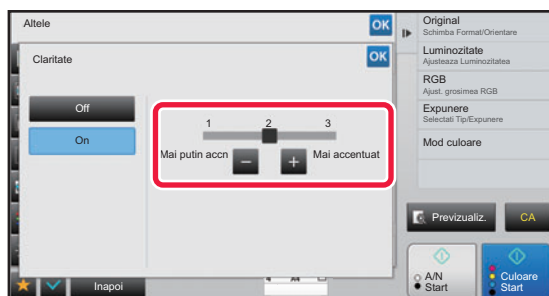 Altele
OK
Claritate
OK
Off
On
1 2 3
Mai putin accn
Mai accentuat
Inapoi
A4
Original
Schimba Format/Orientare
Luminozitate
Ajusteaza Luminozitatea
RGB
Ajust. grosimea RGB
Expunere
Selectati Tip/Expunere
Mod culoare
Previzualiz.
CA
A/N
Start
Culoare
Start